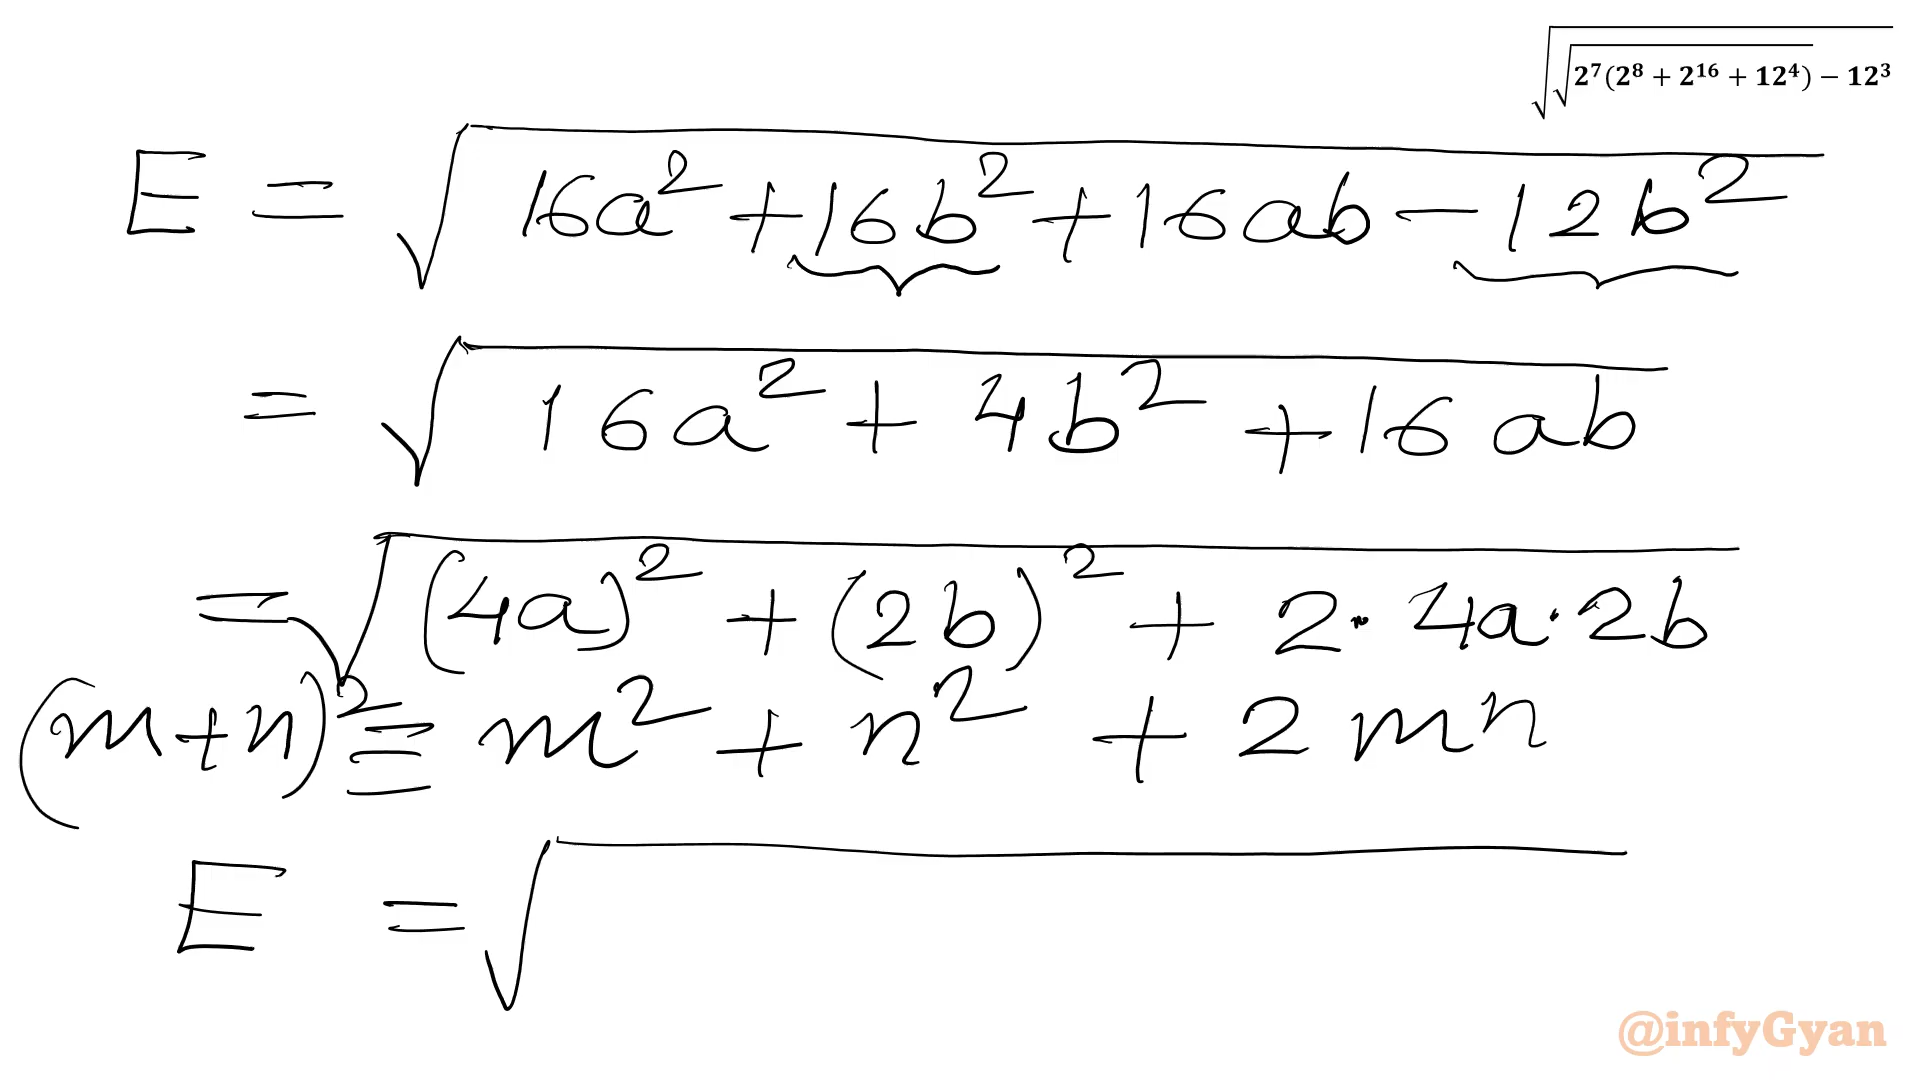 √(√(2⁷(2⁸ + 2¹⁶ + 12⁴)) − 12³)
E = √(16a² + 16b² + 16ab − 12b²)
= √(16a² + 4b² + 16ab)
= √((4a)² + (2b)² + 2·4a·2b)
(m+n)² ≡ m² + n² + 2mn
E = √
@infyGyan